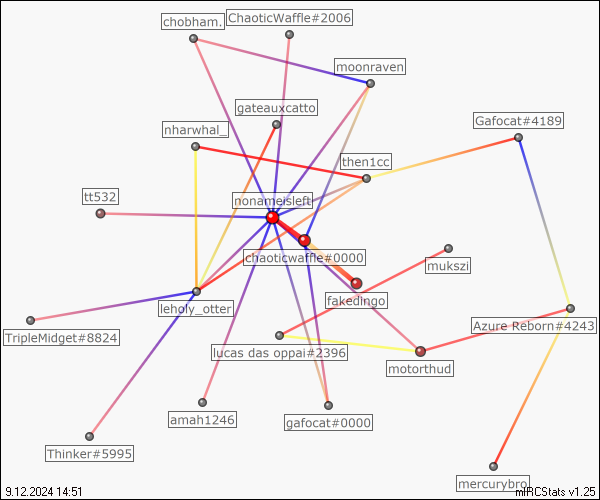 chobham.
ChaoticWaffle#2006
moonraven
gateauxcatto
Gafocat#4189
nharwhal_
then1cc
tt532
nonameisleft
chaoticwaffle#0000
mukszi
fakedingo
leholy_otter
Azure Reborn#4243
TripleMidget#8824
lucas das oppai#2396
motorthud
amah1246
gafocat#0000
Thinker#5995
mercurybro
9.12.2024 14:51
mIRCStats v1.25